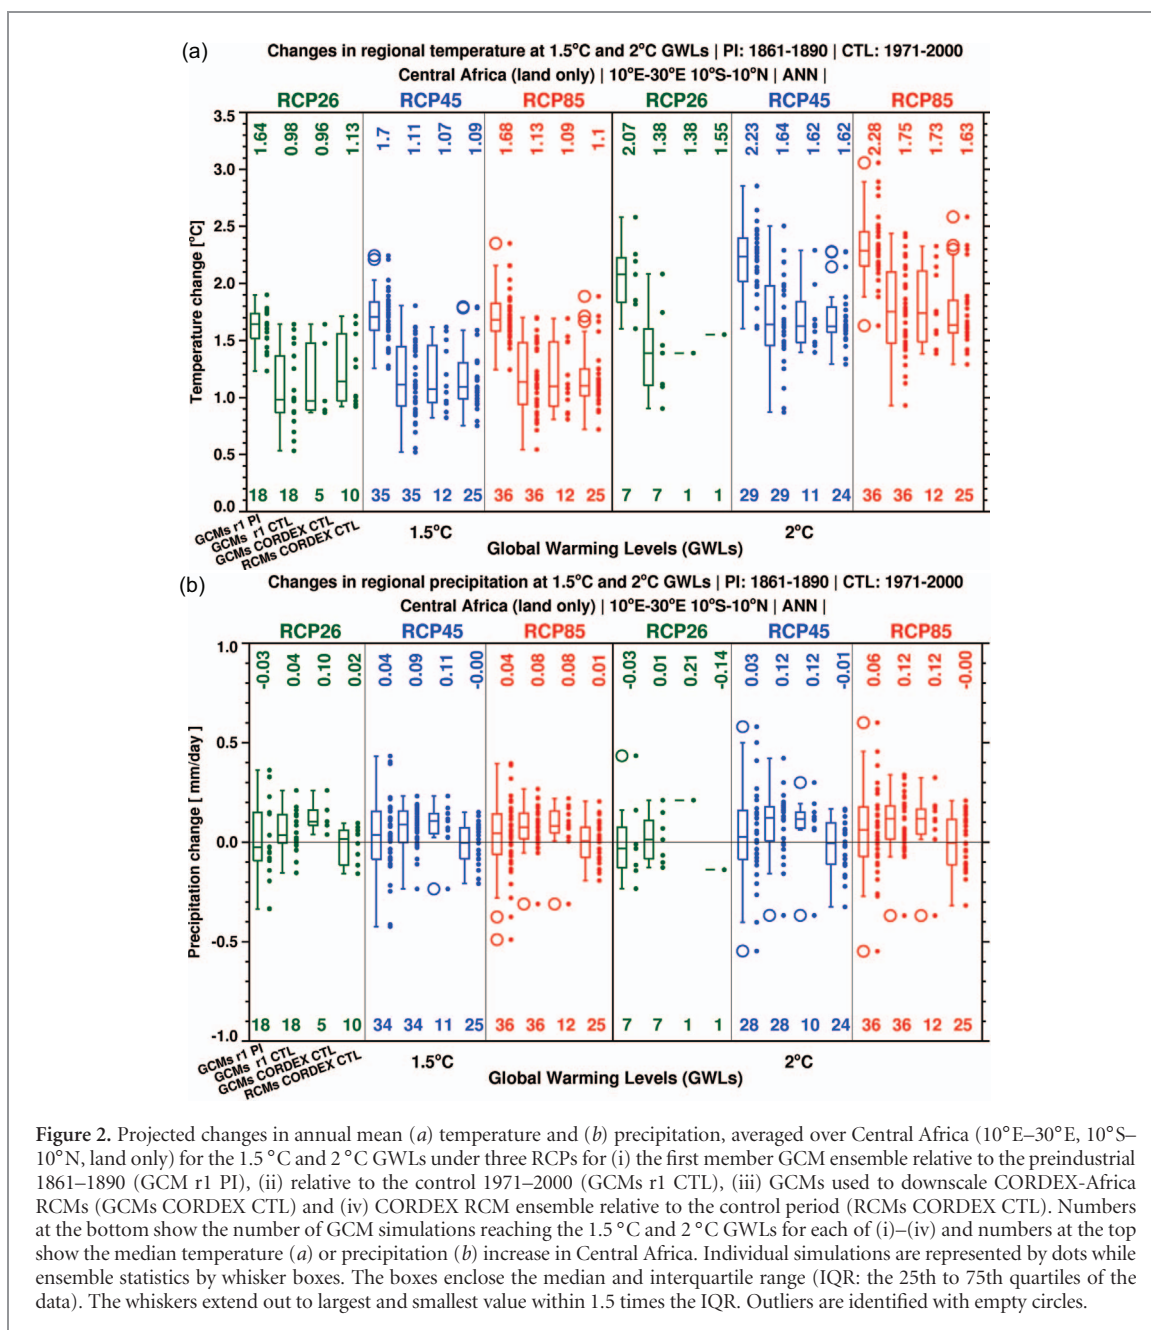 (a)
Changes in regional temperature at 1.5°C and 2°C GWLs | PI: 1861-1890 | CTL: 1971-2000
Central Africa (land only) | 10°E-30°E 10°S-10°N | ANN |
RCP26 RCP45 RCP85 RCP26 RCP45 RCP85
1.64 0.98 0.96 1.13 1.7 1.11 1.07 1.09 1.68 1.13 1.09 1.1 2.07 1.38 1.38 1.55 2.23 1.64 1.62 1.62 2.28 1.75 1.73 1.63
3.5
3.0
2.5
2.0
1.5
1.0
0.5
0.0
Temperature change [°C]
18 18 5 10 35 35 12 25 36 36 12 25 7 7 1 1 29 29 11 24 36 36 12 25
GCMs r1 PI
GCMs r1 CTL
GCMs CORDEX CTL
RCMs CORDEX CTL
1.5°C 2°C
Global Warming Levels (GWLs)
(b)
Changes in regional precipitation at 1.5°C and 2°C GWLs | PI: 1861-1890 | CTL: 1971-2000
Central Africa (land only) | 10°E-30°E 10°S-10°N | ANN |
RCP26 RCP45 RCP85 RCP26 RCP45 RCP85
-0.03 0.04 0.10 0.02 0.04 0.09 0.11 -0.00 0.04 0.08 0.08 0.01 -0.03 0.01 0.21 -0.14 0.03 0.12 0.12 -0.01 0.06 0.12 0.12 -0.00
1.0
0.5
0.0
-0.5
-1.0
Precipitation change [ mm/day ]
18 18 5 10 34 34 11 25 36 36 12 25 7 7 1 1 28 28 10 24 36 36 12 25
GCMs r1 PI
GCMs r1 CTL
GCMs CORDEX CTL
RCMs CORDEX CTL
1.5°C 2°C
Global Warming Levels (GWLs)
Figure 2. Projected changes in annual mean (a) temperature and (b) precipitation, averaged over Central Africa (10°E–30°E, 10°S–
10°N, land only) for the 1.5 °C and 2 °C GWLs under three RCPs for (i) the first member GCM ensemble relative to the preindustrial
1861–1890 (GCM r1 PI), (ii) relative to the control 1971–2000 (GCMs r1 CTL), (iii) GCMs used to downscale CORDEX-Africa
RCMs (GCMs CORDEX CTL) and (iv) CORDEX RCM ensemble relative to the control period (RCMs CORDEX CTL). Numbers
at the bottom show the number of GCM simulations reaching the 1.5 °C and 2 °C GWLs for each of (i)–(iv) and numbers at the top
show the median temperature (a) or precipitation (b) increase in Central Africa. Individual simulations are represented by dots while
ensemble statistics by whisker boxes. The boxes enclose the median and interquartile range (IQR: the 25th to 75th quartiles of the
data). The whiskers extend out to largest and smallest value within 1.5 times the IQR. Outliers are identified with empty circles.